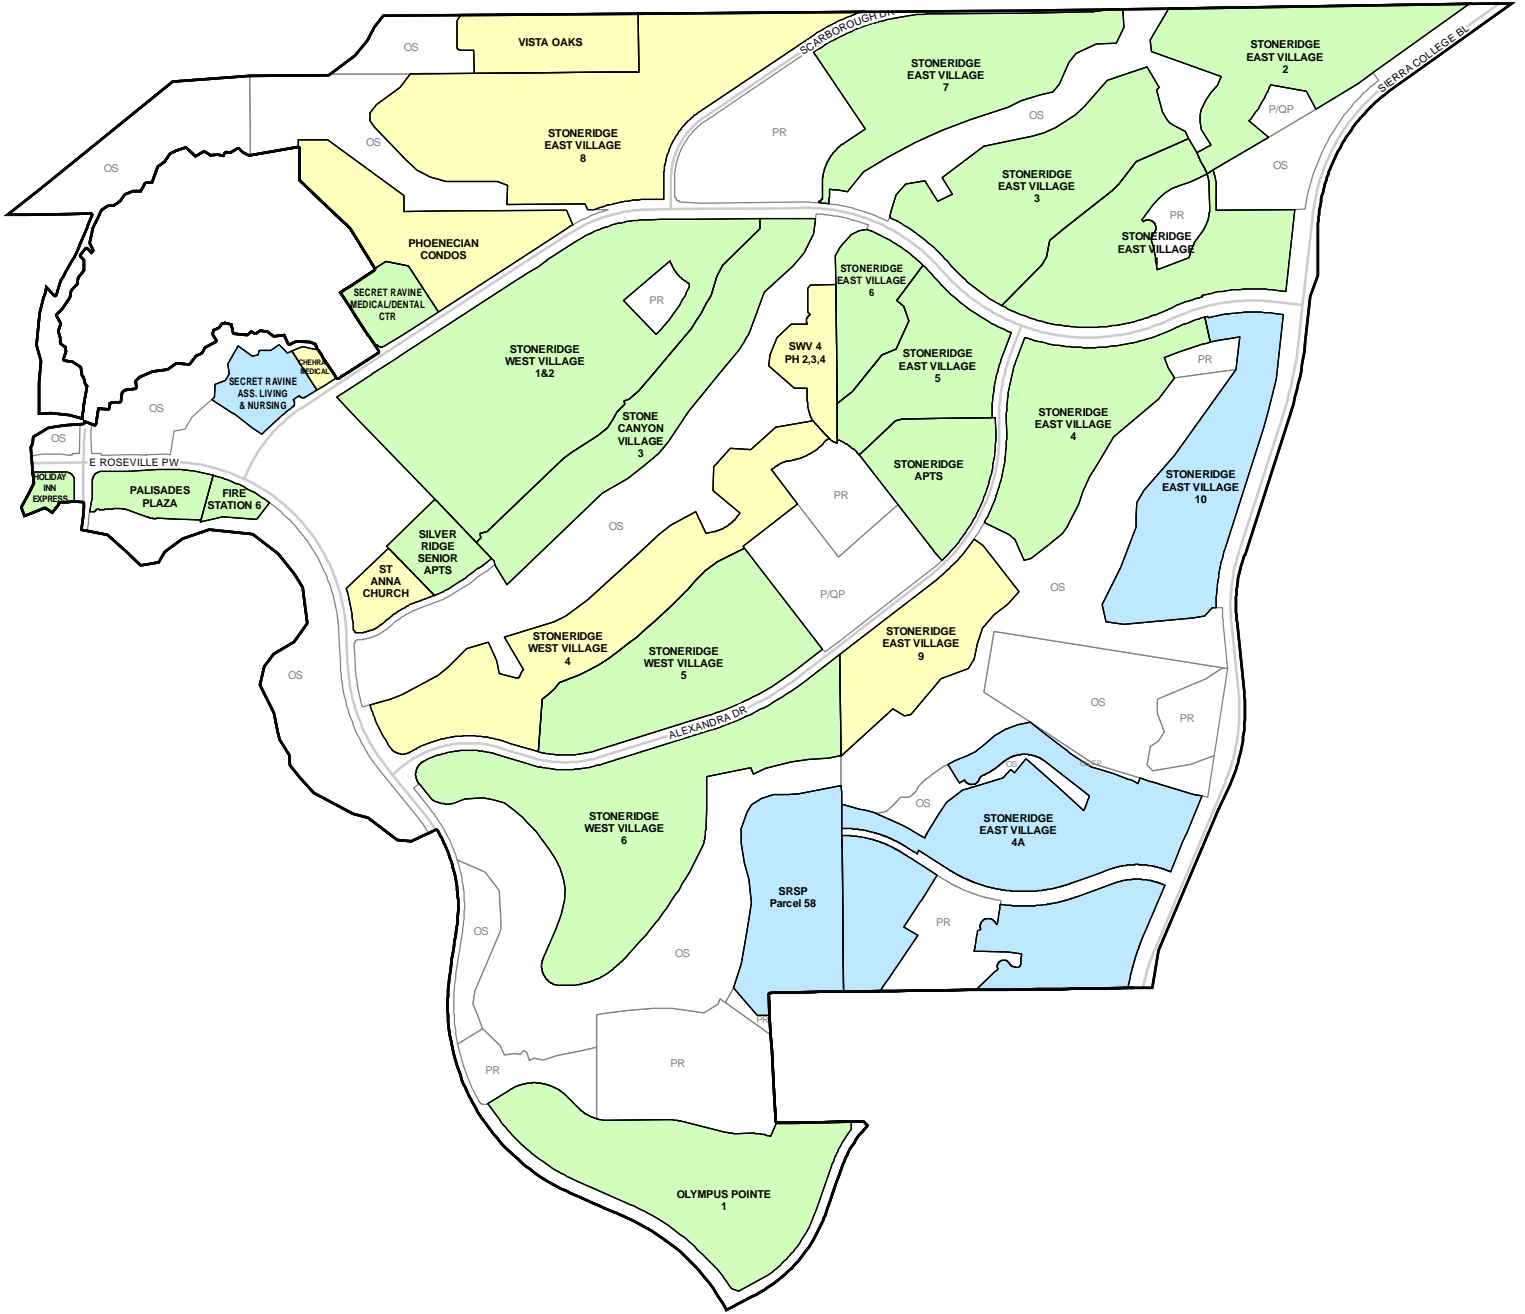 SCARBOROUGH DR
OS
VISTA OAKS
STONERIDGE
EAST VILLAGE
7
STONERIDGE
EAST VILLAGE
2
SIERRA COLLEGE BL
P/QP
OS
PR
STONERIDGE
EAST VILLAGE
8
OS
OS
OS
STONERIDGE
EAST VILLAGE
3
PR
STONERIDGE
EAST VILLAGE
PHOENECIAN
CONDOS
SECRET RAVINE
MEDICAL/DENTAL
CTR
STONERIDGE
EAST VILLAGE
6
PR
STONERIDGE
WEST VILLAGE
1&2
SWV 4
PH 2,3,4
STONERIDGE
EAST VILLAGE
5
PR
CHEHRAZI
MEDICAL
SECRET RAVINE
ASS. LIVING
& NURSING
OS
STONE
CANYON
VILLAGE
3
STONERIDGE
EAST VILLAGE
4
OS
E ROSEVILLE PW
STONERIDGE
APTS
HOLIDAY
INN
EXPRESS
PALISADES
PLAZA
FIRE
STATION 6
PR
STONERIDGE
EAST VILLAGE
10
OS
SILVER
RIDGE
SENIOR
APTS
ST
ANNA
CHURCH
P/QP
OS
STONERIDGE
WEST VILLAGE
4
STONERIDGE
EAST VILLAGE
9
STONERIDGE
WEST VILLAGE
5
OS
OS
PR
ALEXANDRA DR
OS
OS
STONERIDGE
WEST VILLAGE
6
STONERIDGE
EAST VILLAGE
4A
SRSP
Parcel 58
PR
OS
OS
PR
PR
PR
OLYMPUS POINTE
1